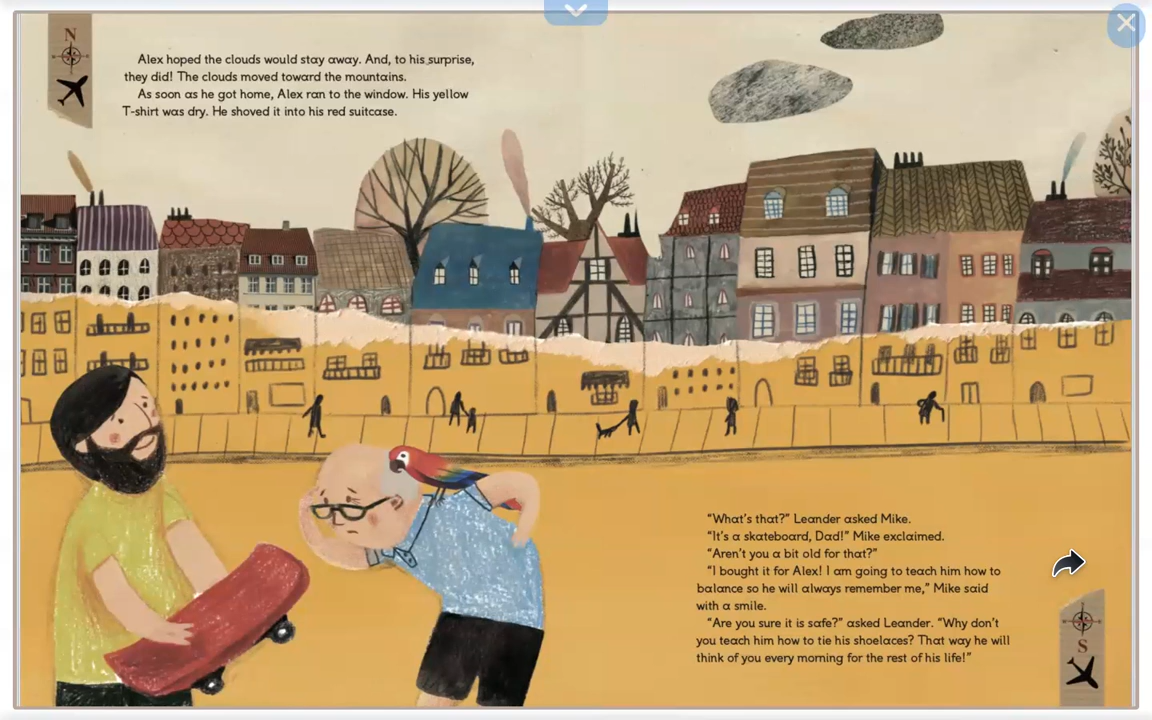 N
Alex hoped the clouds would stay away. And, to his surprise,
they did! The clouds moved toward the mountains.
As soon as he got home, Alex ran to the window. His yellow
T-shirt was dry. He shoved it into his red suitcase.
“What’s that?” Leander asked Mike.
“It’s a skateboard, Dad!” Mike exclaimed.
“Aren’t you a bit old for that?”
“I bought it for Alex! I am going to teach him how to
balance so he will always remember me,” Mike said
with a smile.
“Are you sure it is safe?” asked Leander. “Why don’t
you teach him how to tie his shoelaces? That way he will
think of you every morning for the rest of his life!”
S